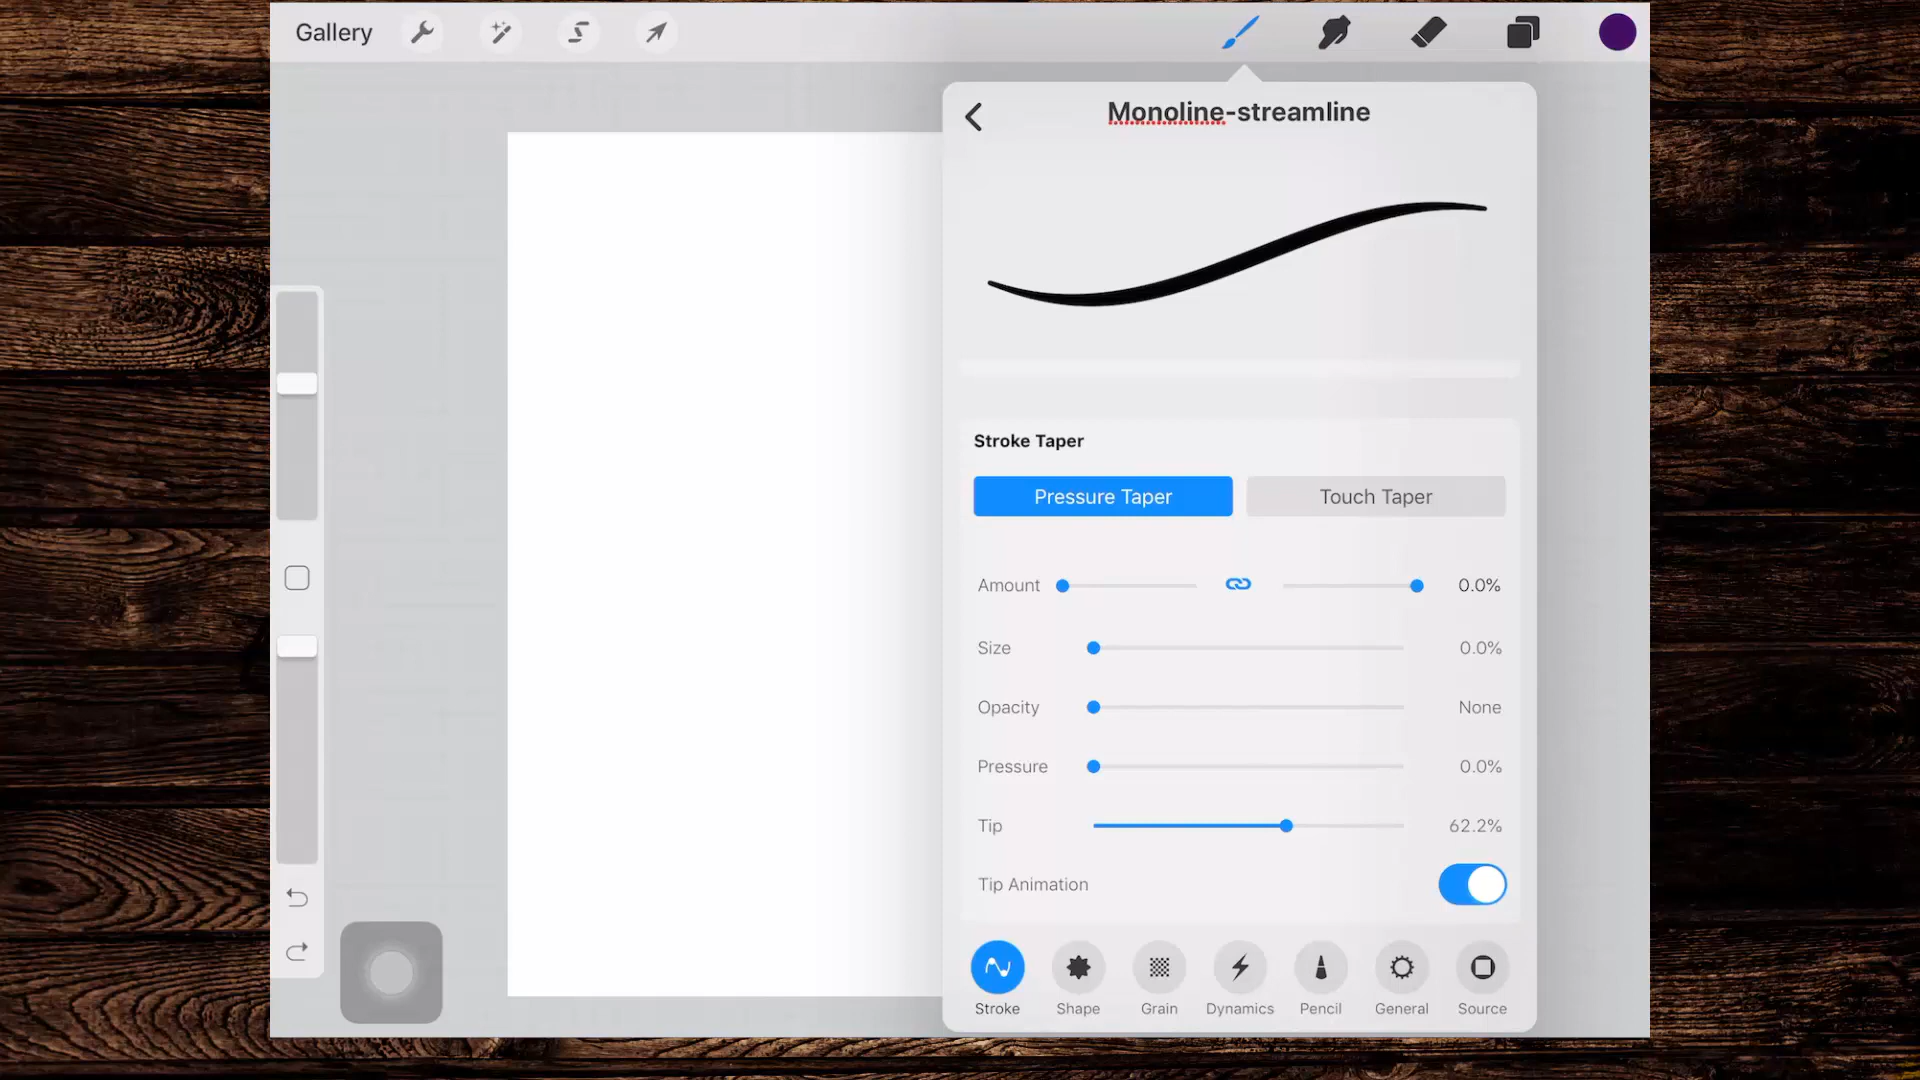 Gallery
Monoline-streamline
Stroke Taper
Pressure Taper Touch Taper
Amount 0.0%
Size 0.0%
Opacity None
Pressure 0.0%
Tip 62.2%
Tip Animation
Stroke Shape Grain Dynamics Pencil General Source